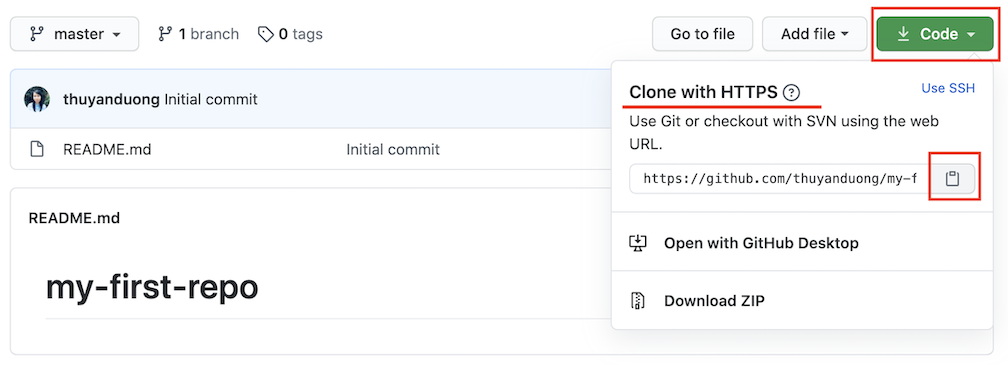 master
1 branch
0 tags
Go to file
Add file
Code
thuyanduong Initial commit
README.md
Initial commit
Clone with HTTPS ?
Use SSH
Use Git or checkout with SVN using the web
URL.
https://github.com/thuyanduong/my-f
Open with GitHub Desktop
Download ZIP
README.md
my-first-repo